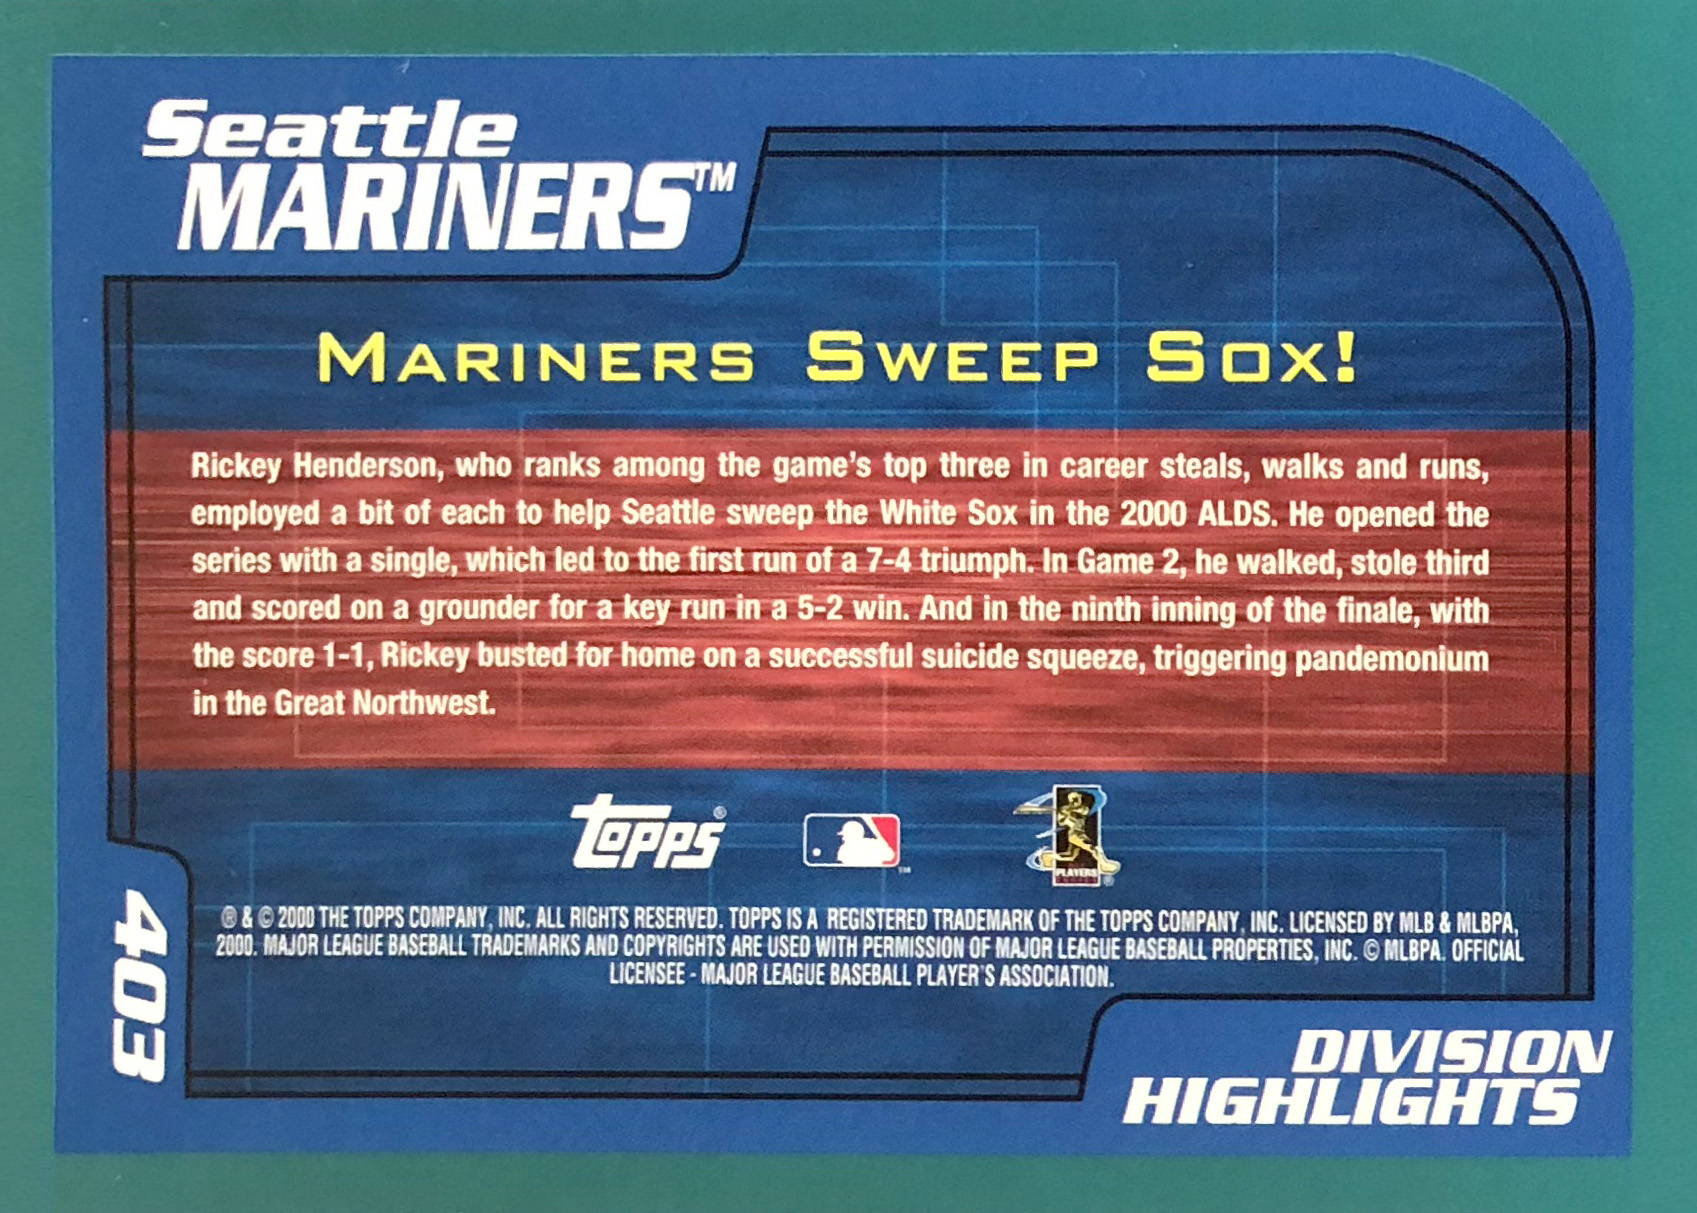 Seattle
MARINERS™
MARINERS SWEEP SOX!
Rickey Henderson, who ranks among the game's top three in career steals, walks and runs,
employed a bit of each to help Seattle sweep the White Sox in the 2000 ALDS. He opened the
series with a single, which led to the first run of a 7-4 triumph. In Game 2, he walked, stole third
and scored on a grounder for a key run in a 5-2 win. And in the ninth inning of the finale, with
the score 1-1, Rickey busted for home on a successful suicide squeeze, triggering pandemonium
in the Great Northwest.
Topps®
™
PLAYERS
CHOICE ®
® & © 2000 THE TOPPS COMPANY, INC. ALL RIGHTS RESERVED. TOPPS IS A REGISTERED TRADEMARK OF THE TOPPS COMPANY, INC. LICENSED BY MLB & MLBPA,
2000. MAJOR LEAGUE BASEBALL TRADEMARKS AND COPYRIGHTS ARE USED WITH PERMISSION OF MAJOR LEAGUE BASEBALL PROPERTIES, INC. © MLBPA. OFFICIAL
LICENSEE - MAJOR LEAGUE BASEBALL PLAYER'S ASSOCIATION.
403
DIVISION
HIGHLIGHTS